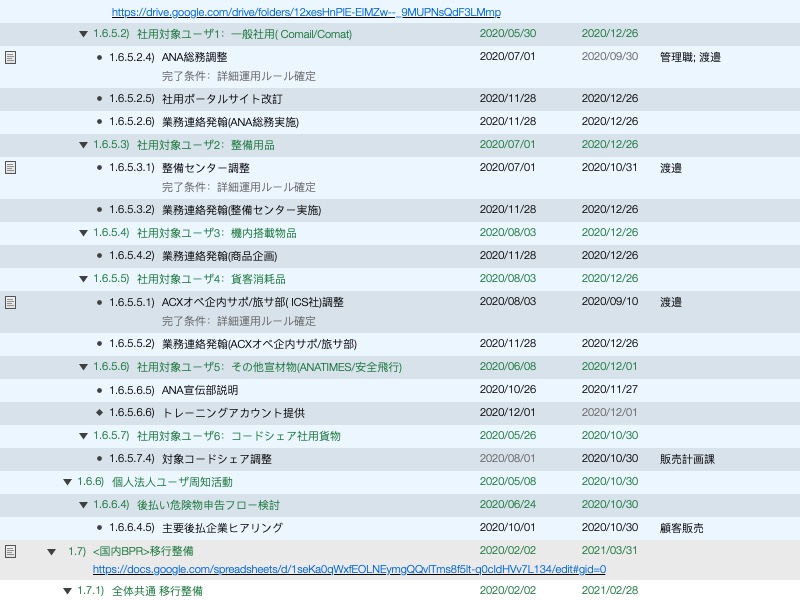 https://drive.google.com/drive/folders/12xesHnPlE-ElMZw--_9MUPNsQdF3LMmp
1.6.5.2) 社用対象ユーザ1: 一般社用( Comail/Comat) 2020/05/30 2020/12/26
1.6.5.2.4) ANA総務調整 2020/07/01 2020/09/30 管理職; 渡邉
完了条件: 詳細運用ルール確定
1.6.5.2.5) 社用ポータルサイト改訂 2020/11/28 2020/12/26
1.6.5.2.6) 業務連絡発翰(ANA総務実施) 2020/11/28 2020/12/26
1.6.5.3) 社用対象ユーザ2: 整備用品 2020/07/01 2020/12/26
1.6.5.3.1) 整備センター調整 2020/07/01 2020/10/31 渡邉
完了条件: 詳細運用ルール確定
1.6.5.3.2) 業務連絡発翰(整備センター実施) 2020/11/28 2020/12/26
1.6.5.4) 社用対象ユーザ3: 機内搭載物品 2020/08/03 2020/12/26
1.6.5.4.2) 業務連絡発翰(商品企画) 2020/11/28 2020/12/26
1.6.5.5) 社用対象ユーザ4: 貨客消耗品 2020/08/03 2020/12/26
1.6.5.5.1) ACXオペ企内サポ/旅サ部( ICS社)調整 2020/08/03 2020/09/10 渡邉
完了条件: 詳細運用ルール確定
1.6.5.5.2) 業務連絡発翰(ACXオペ企内サポ/旅サ部) 2020/11/28 2020/12/26
1.6.5.6) 社用対象ユーザ5: その他宣材物(ANATIMES/安全飛行) 2020/06/08 2020/12/01
1.6.5.6.5) ANA宣伝部説明 2020/10/26 2020/11/27
1.6.5.6.6) トレーニングアカウント提供 2020/12/01 2020/12/01
1.6.5.7) 社用対象ユーザ6: コードシェア社用貨物 2020/05/26 2020/10/30
1.6.5.7.4) 対象コードシェア調整 2020/08/01 2020/10/30 販売計画課
1.6.6) 個人法人ユーザ周知活動 2020/05/08 2020/10/30
1.6.6.4) 後払い危険物申告フロー検討 2020/06/24 2020/10/30
1.6.6.4.5) 主要後払企業ヒアリング 2020/10/01 2020/10/30 顧客販売
1.7) <国内BPR>移行整備 2020/02/02 2021/03/31
https://docs.google.com/spreadsheets/d/1seKa0qWxfEOLNEymgQQvlTms8f5lt-q0cldHVv7L134/edit#gid=0
1.7.1) 全体共通 移行整備 2020/02/02 2021/02/28